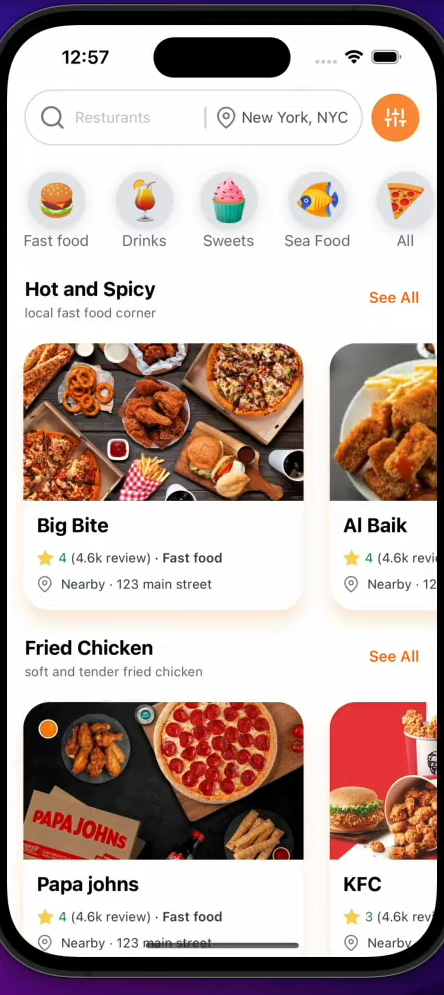 12:57
Resturants
New York, NYC
Fast food Drinks Sweets Sea Food All
Hot and Spicy
See All
local fast food corner
Big Bite
4 (4.6k review) · Fast food
Nearby · 123 main street
Al Baik
4 (4.6k
Nearby ·
Fried Chicken
See All
soft and tender fried chicken
PAPA JOHNS
Papa johns
4 (4.6k review) · Fast food
Nearby · 123 main street
KFC
3 (4.6k
Nearby